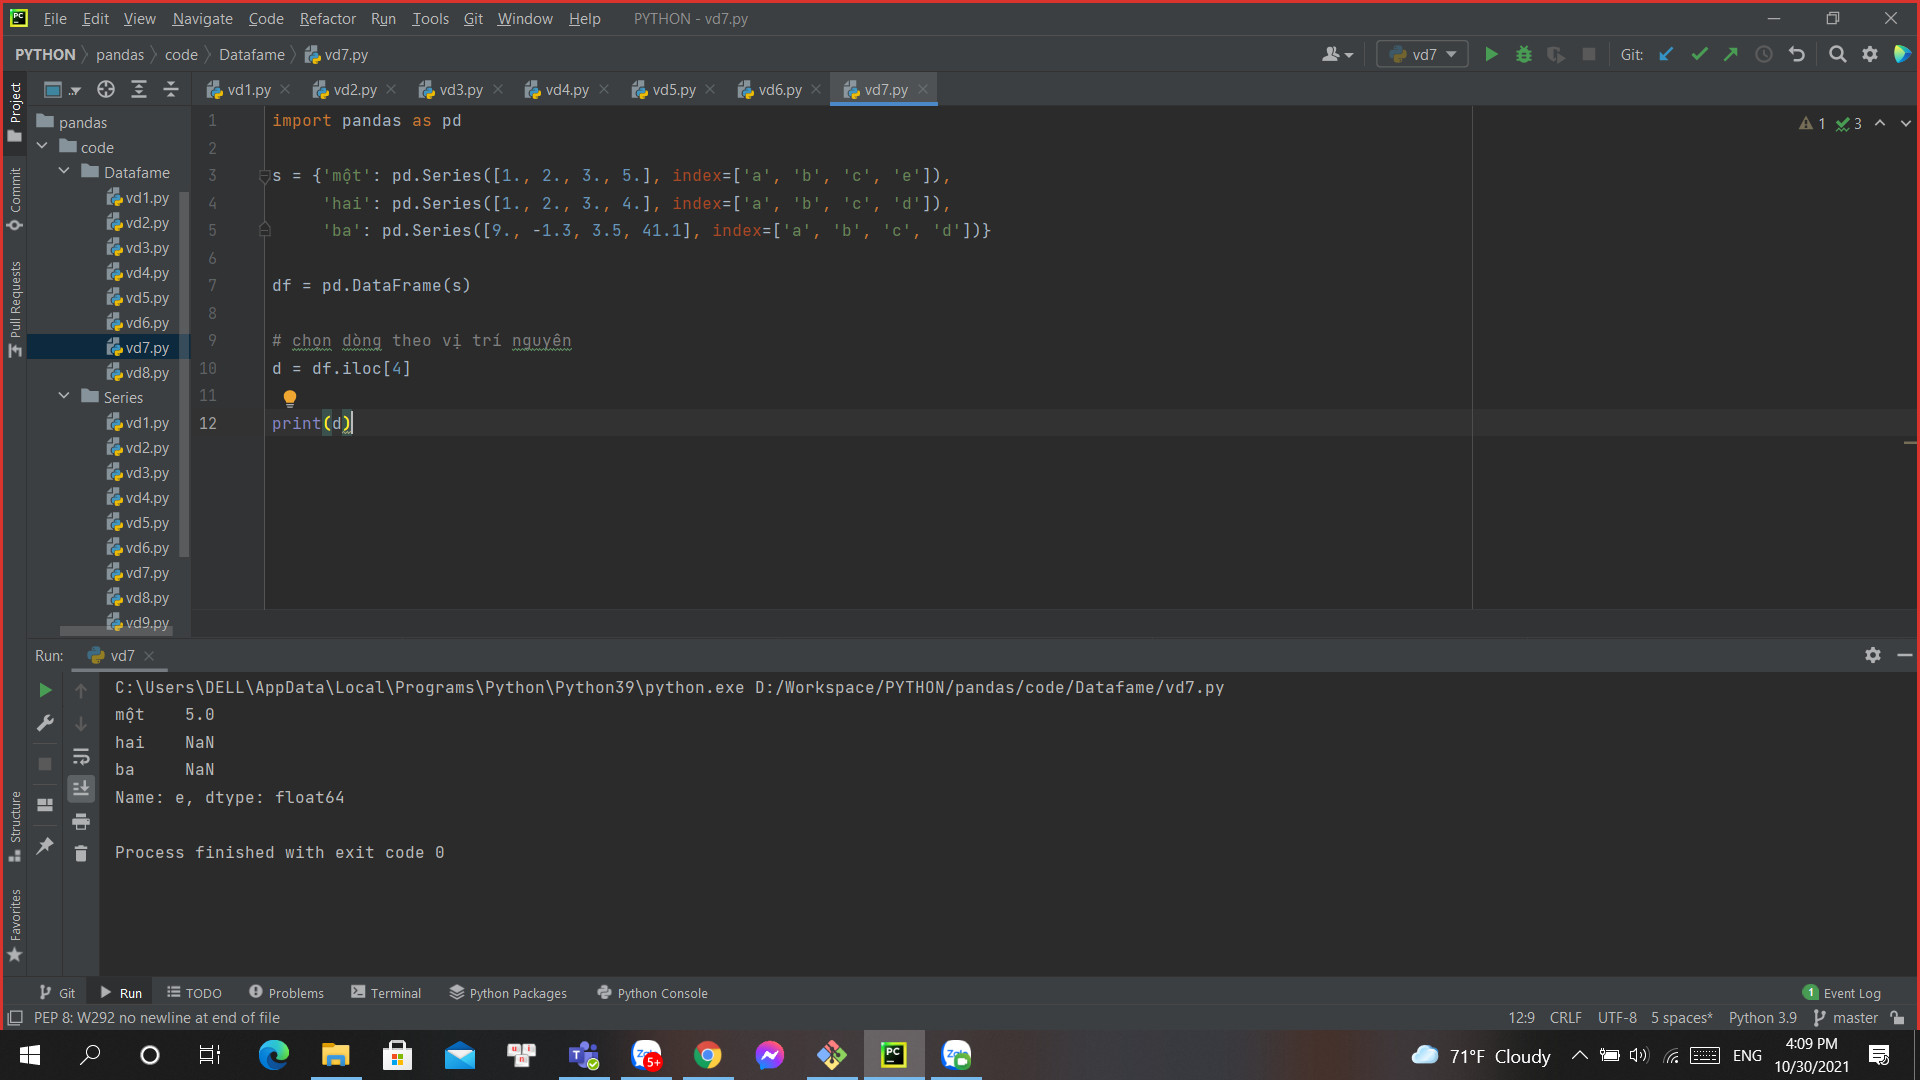 File Edit View Navigate Code Refactor Run Tools Git Window Help PYTHON - vd7.py
PYTHON pandas code Datafame vd7.py vd7 Git:
vd1.py vd2.py vd3.py vd4.py vd5.py vd6.py vd7.py
Project
Commit
Pull Requests
Structure
Favorites
pandas
code
Datafame
vd1.py
vd2.py
vd3.py
vd4.py
vd5.py
vd6.py
vd7.py
vd8.py
Series
vd1.py
vd2.py
vd3.py
vd4.py
vd5.py
vd6.py
vd7.py
vd8.py
vd9.py
1 3
1 import pandas as pd
2
3 s = {'một': pd.Series([1., 2., 3., 5.], index=['a', 'b', 'c', 'e']),
4 'hai': pd.Series([1., 2., 3., 4.], index=['a', 'b', 'c', 'd']),
5 'ba': pd.Series([9., -1.3, 3.5, 41.1], index=['a', 'b', 'c', 'd'])}
6
7 df = pd.DataFrame(s)
8
9 # chọn dòng theo vị trí nguyên
10 d = df.iloc[4]
11
12 print(d)
Run: vd7
C:\Users\DELL\AppData\Local\Programs\Python\Python39\python.exe D:/Workspace/PYTHON/pandas/code/Datafame/vd7.py
một 5.0
hai NaN
ba NaN
Name: e, dtype: float64
Process finished with exit code 0
Git Run TODO Problems Terminal Python Packages Python Console 1 Event Log
PEP 8: W292 no newline at end of file 12:9 CRLF UTF-8 5 spaces* Python 3.9 master
5+ PC 71°F Cloudy ENG 4:09 PM
10/30/2021